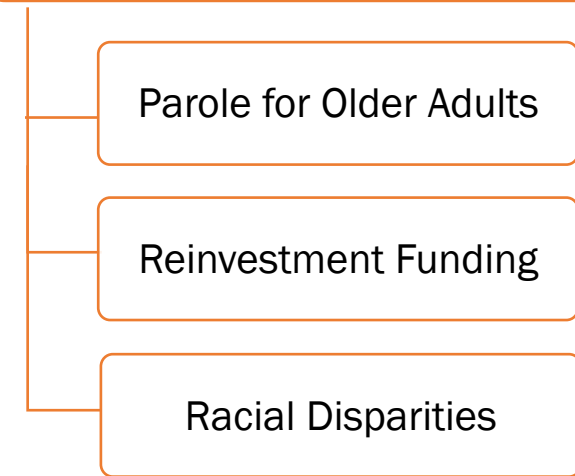 Parole for Older Adults
Reinvestment Funding
Racial Disparities